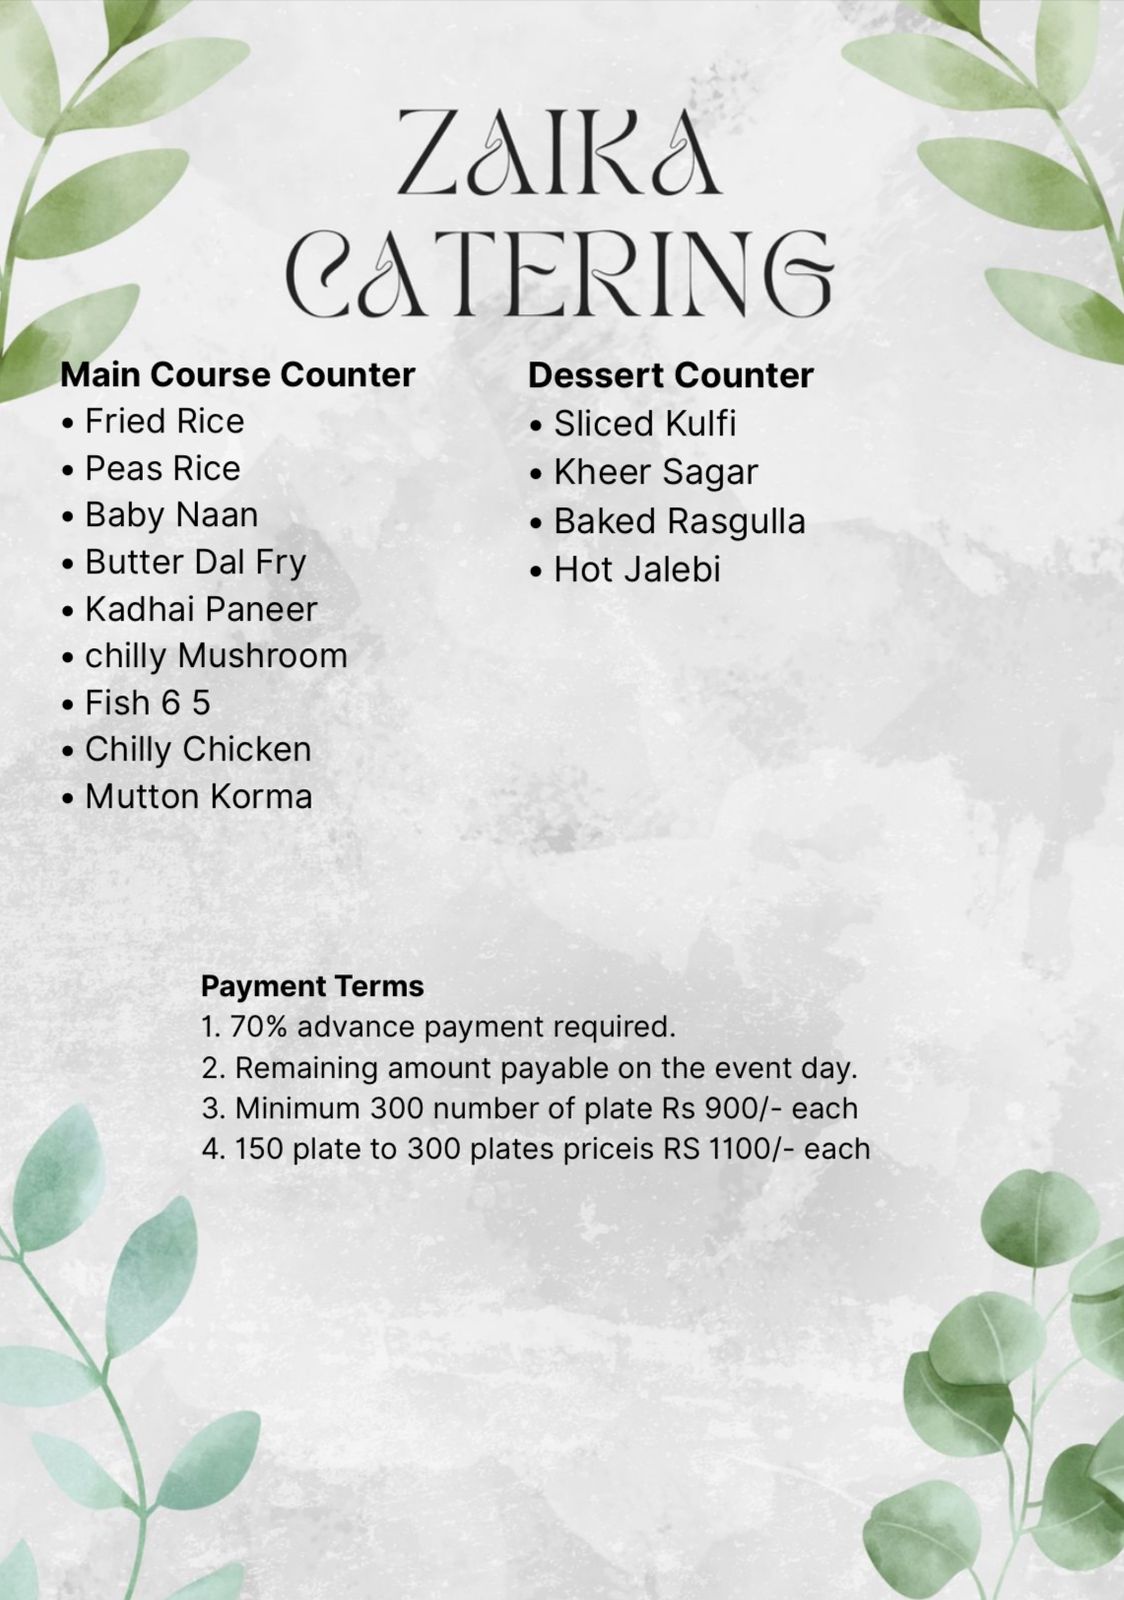 ZAIKA
CATERING
Main Course Counter
• Fried Rice
• Peas Rice
• Baby Naan
• Butter Dal Fry
• Kadhai Paneer
• chilly Mushroom
• Fish 6 5
• Chilly Chicken
• Mutton Korma
Dessert Counter
• Sliced Kulfi
• Kheer Sagar
• Baked Rasgulla
• Hot Jalebi
Payment Terms
1. 70% advance payment required.
2. Remaining amount payable on the event day.
3. Minimum 300 number of plate Rs 900/- each
4. 150 plate to 300 plates priceis RS 1100/- each